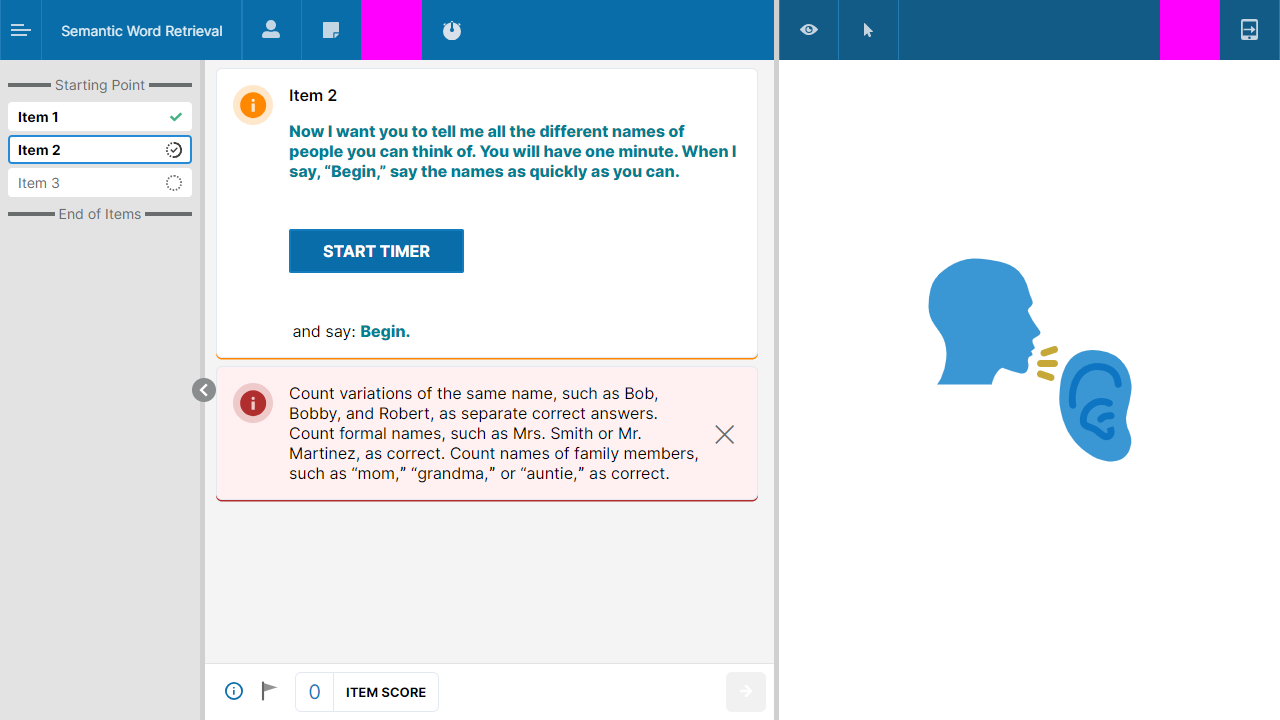 Semantic Word Retrieval
Starting Point
Item 1
Item 2
Item 3
End of Items
Item 2
Now I want you to tell me all the different names of
people you can think of. You will have one minute. When I
say, “Begin,” say the names as quickly as you can.
START TIMER
and say: Begin.
Count variations of the same name, such as Bob,
Bobby, and Robert, as separate correct answers.
Count formal names, such as Mrs. Smith or Mr.
Martinez, as correct. Count names of family members,
such as “mom,” “grandma,” or “auntie,” as correct.
0 ITEM SCORE